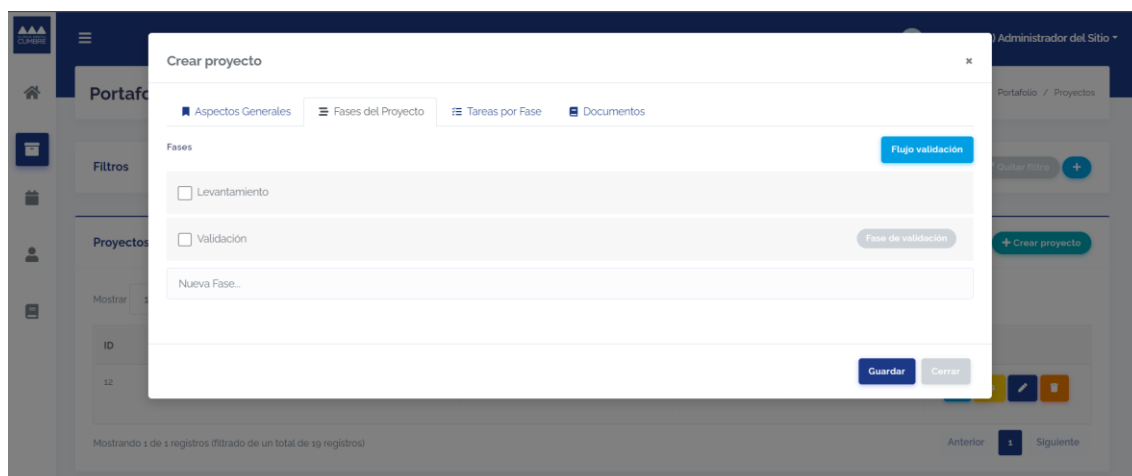 CUMBRE
) Administrador del Sitio
Crear proyecto
×
Portafo
Portafolio / Proyectos
Aspectos Generales
Fases del Proyecto
Tareas por Fase
Documentos
Fases
Flujo validación
Filtros
Quitar filtro
+
Levantamiento
Validación
Fase de validación
Proyectos
+ Crear proyecto
Nueva Fase...
Mostrar 1
ID
Guardar
Cerrar
12
Mostrando 1 de 1 registros (filtrado de un total de 19 registros)
Anterior
1
Siguiente